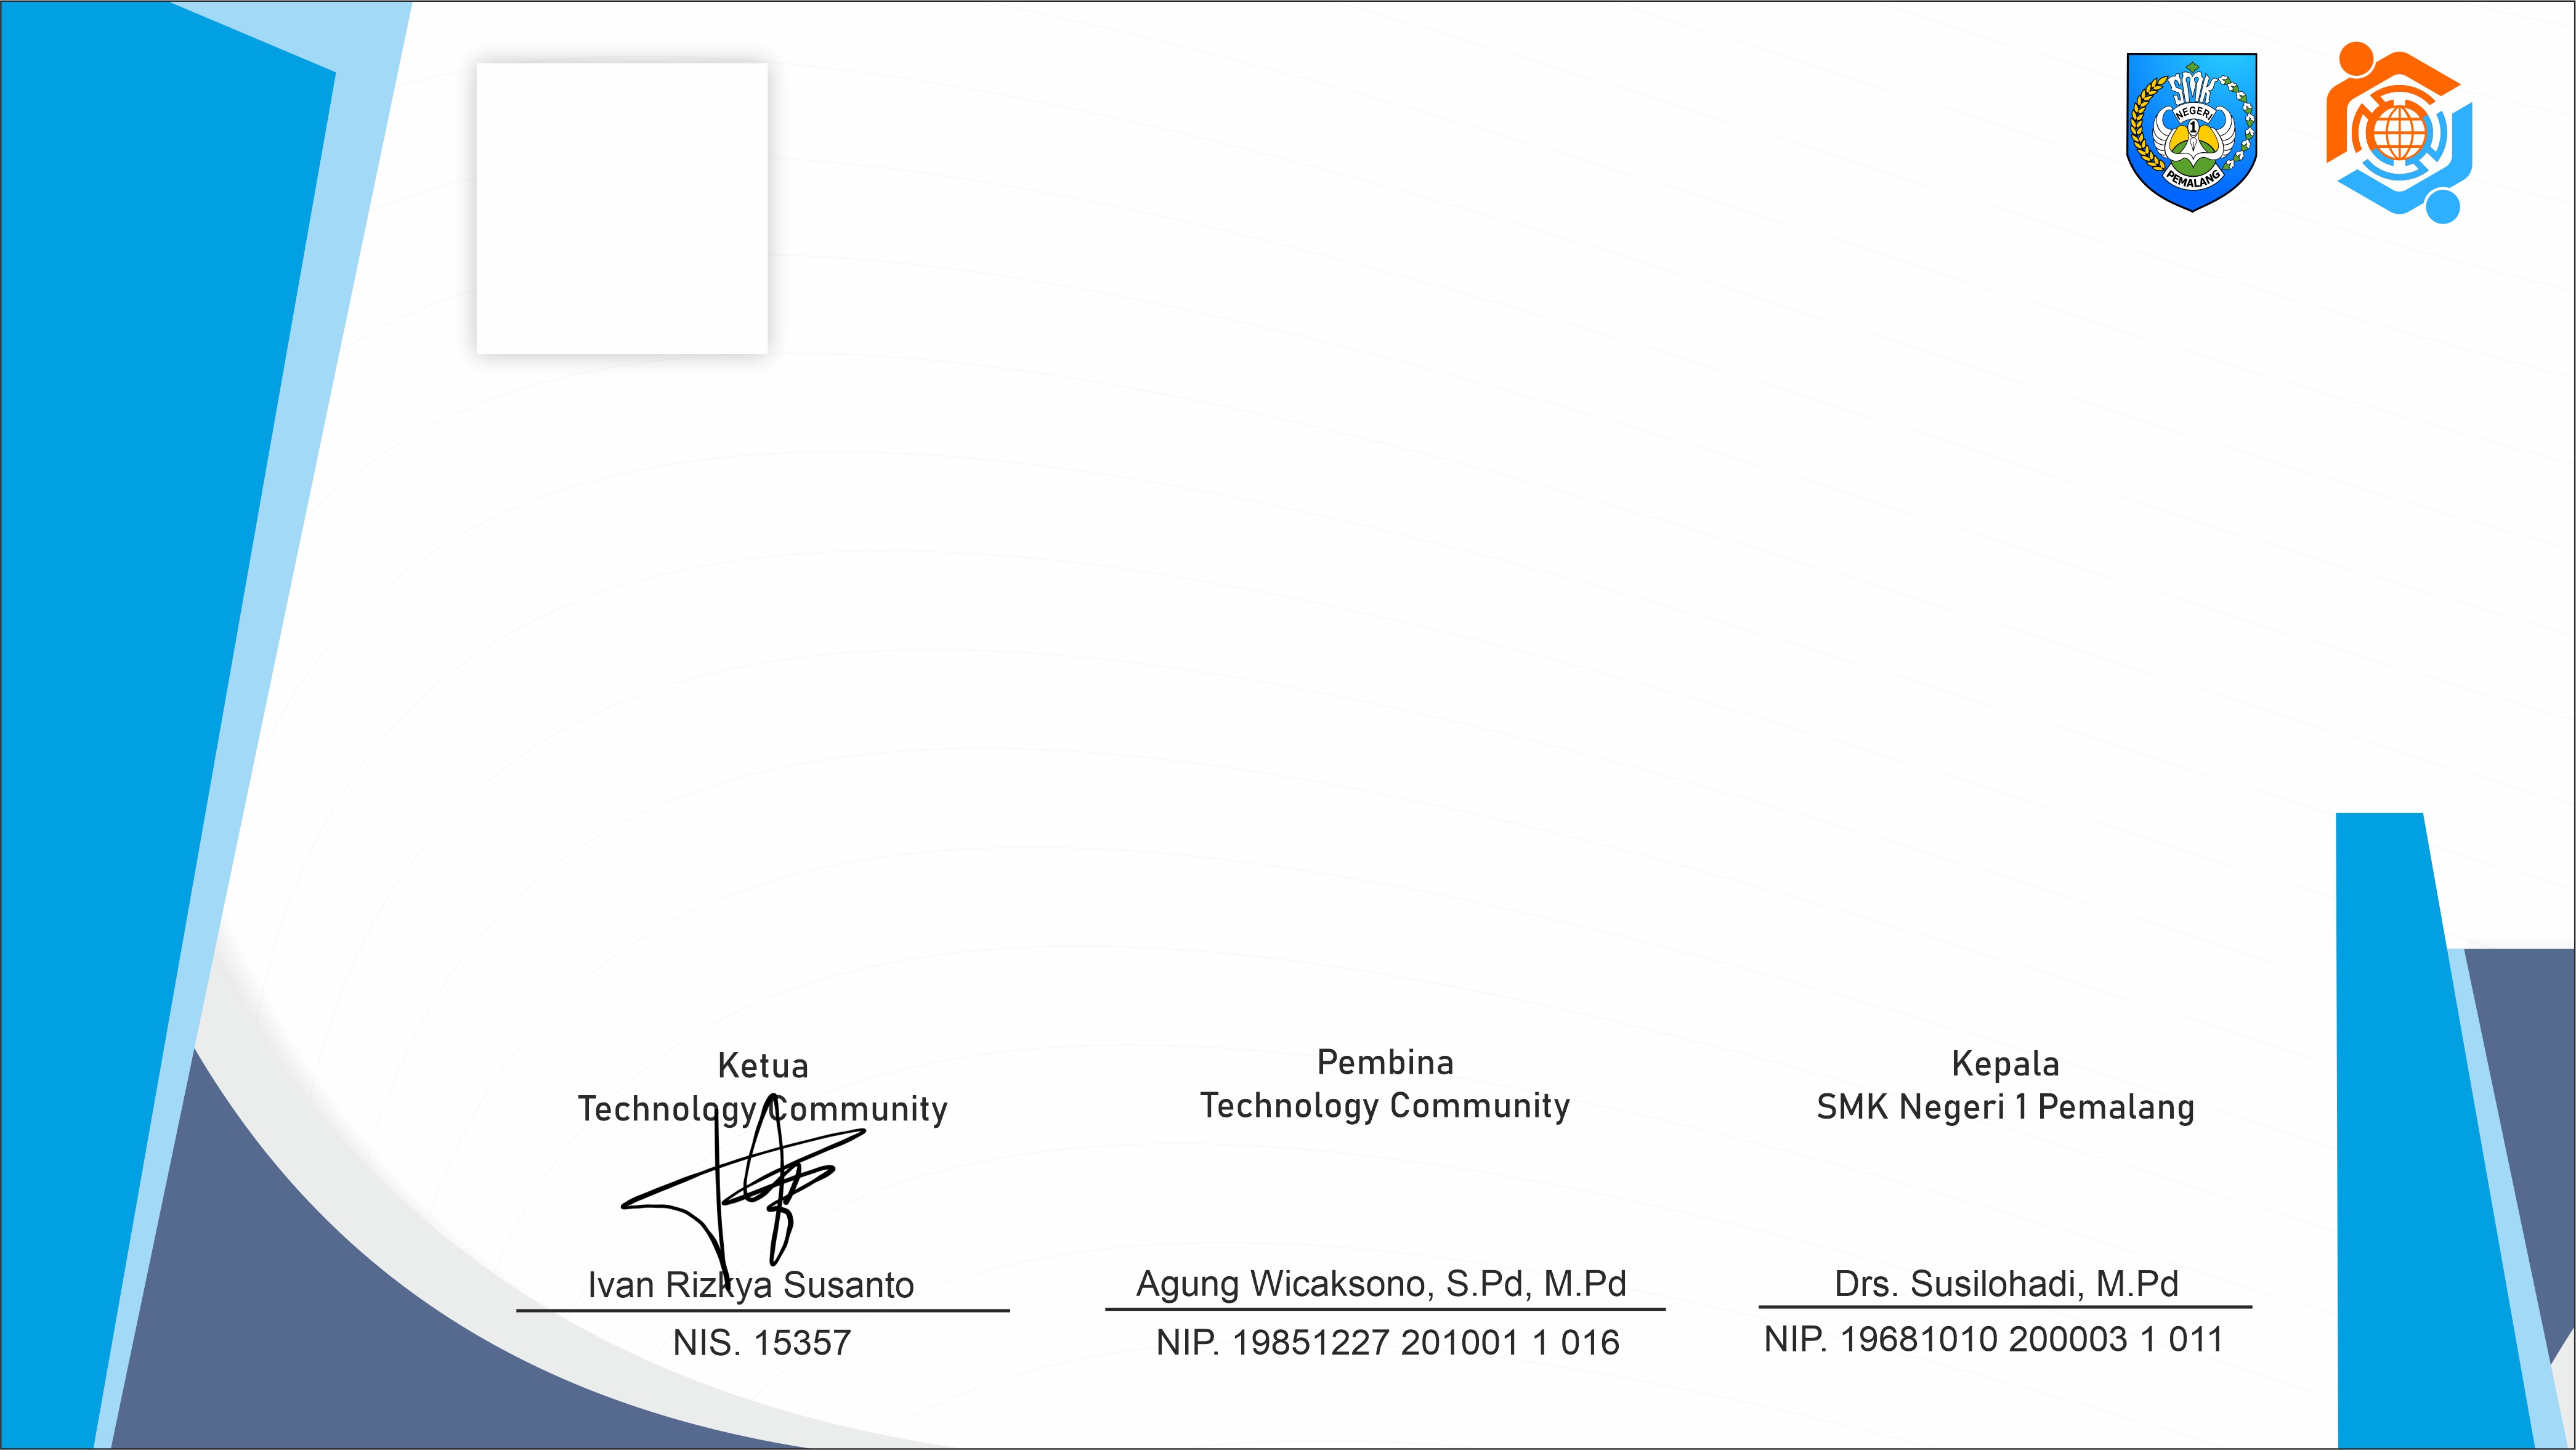 SMK
NEGERI
1
PEMALANG
Ketua
Technology Community
Ivan Rizkya Susanto
NIS. 15357
Pembina
Technology Community
Agung Wicaksono, S.Pd, M.Pd
NIP. 19851227 201001 1 016
Kepala
SMK Negeri 1 Pemalang
Drs. Susilohadi, M.Pd
NIP. 19681010 200003 1 011